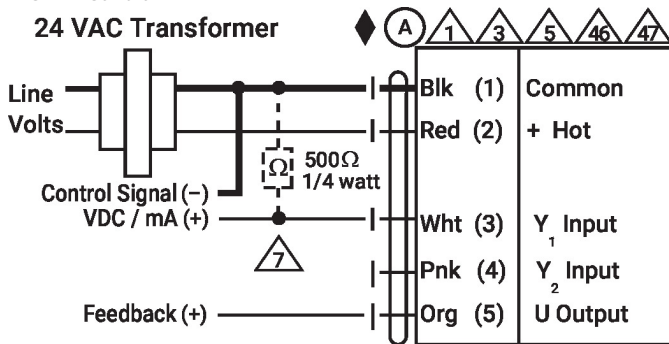 24 VAC Transformer
A 1 3 5 46 47
Line
Volts
Blk (1) Common
Red (2) + Hot
Ω 500Ω
1/4 watt
Control Signal (−)
VDC / mA (+)
7
Wht (3) Y1 Input
Pnk (4) Y2 Input
Feedback (+)
Org (5) U Output